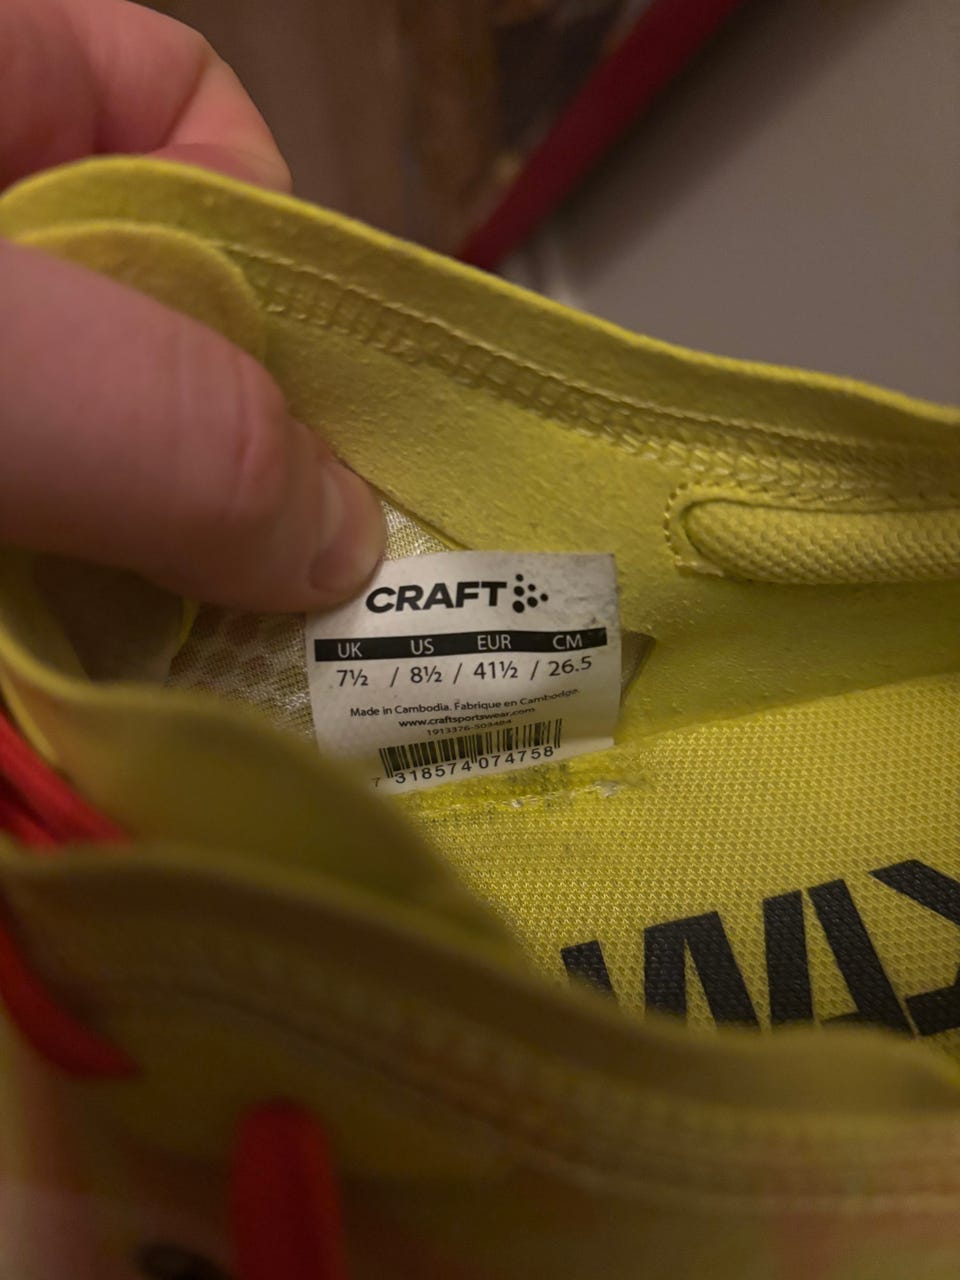 CRAFT
UK US EUR CM
7½ / 8½ / 41½ / 26.5
Made in Cambodia. Fabrique en Cambodge.
www.craftsportswear.com
7 318574 074758